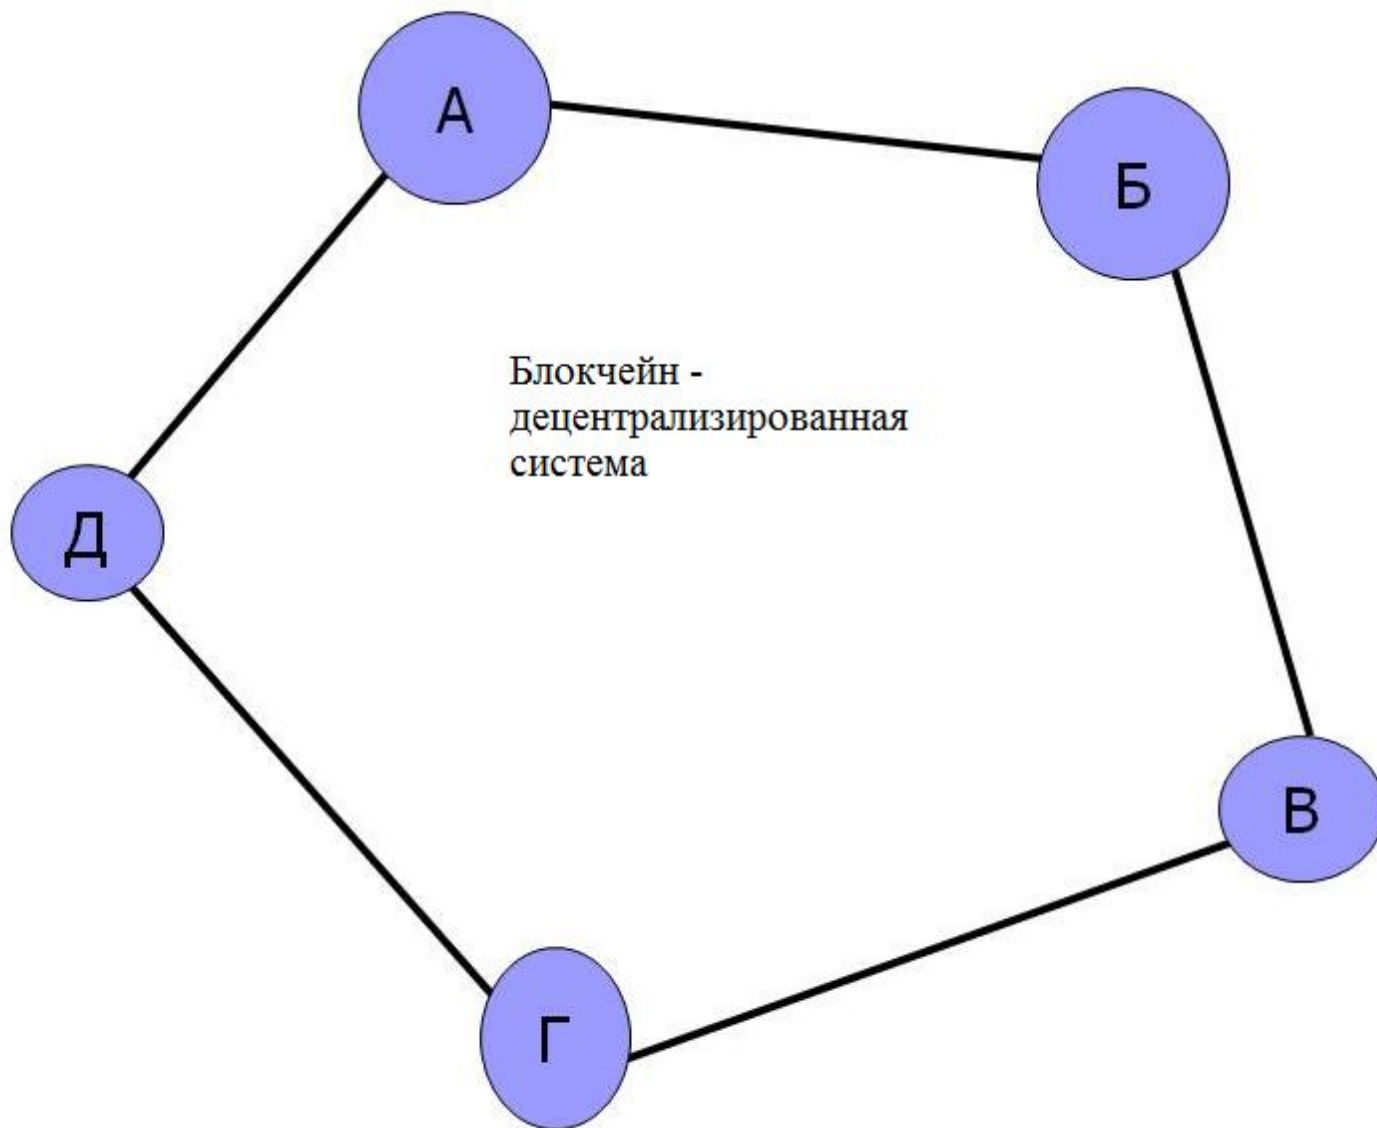 А
Б
Блокчейн -
децентрализированная
система
Д
В
Г